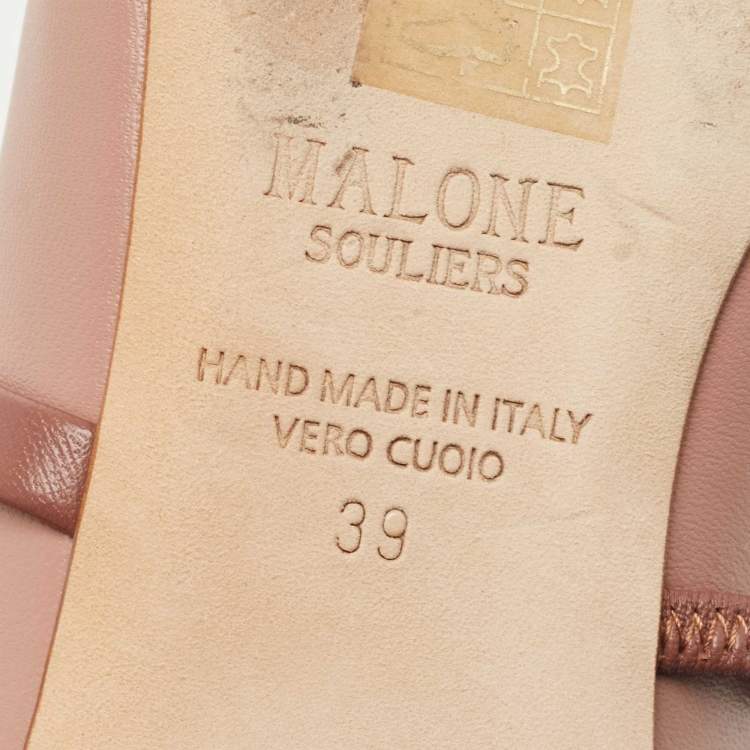 MALONE
SOULIERS
HAND MADE IN ITALY
VERO CUOIO
39